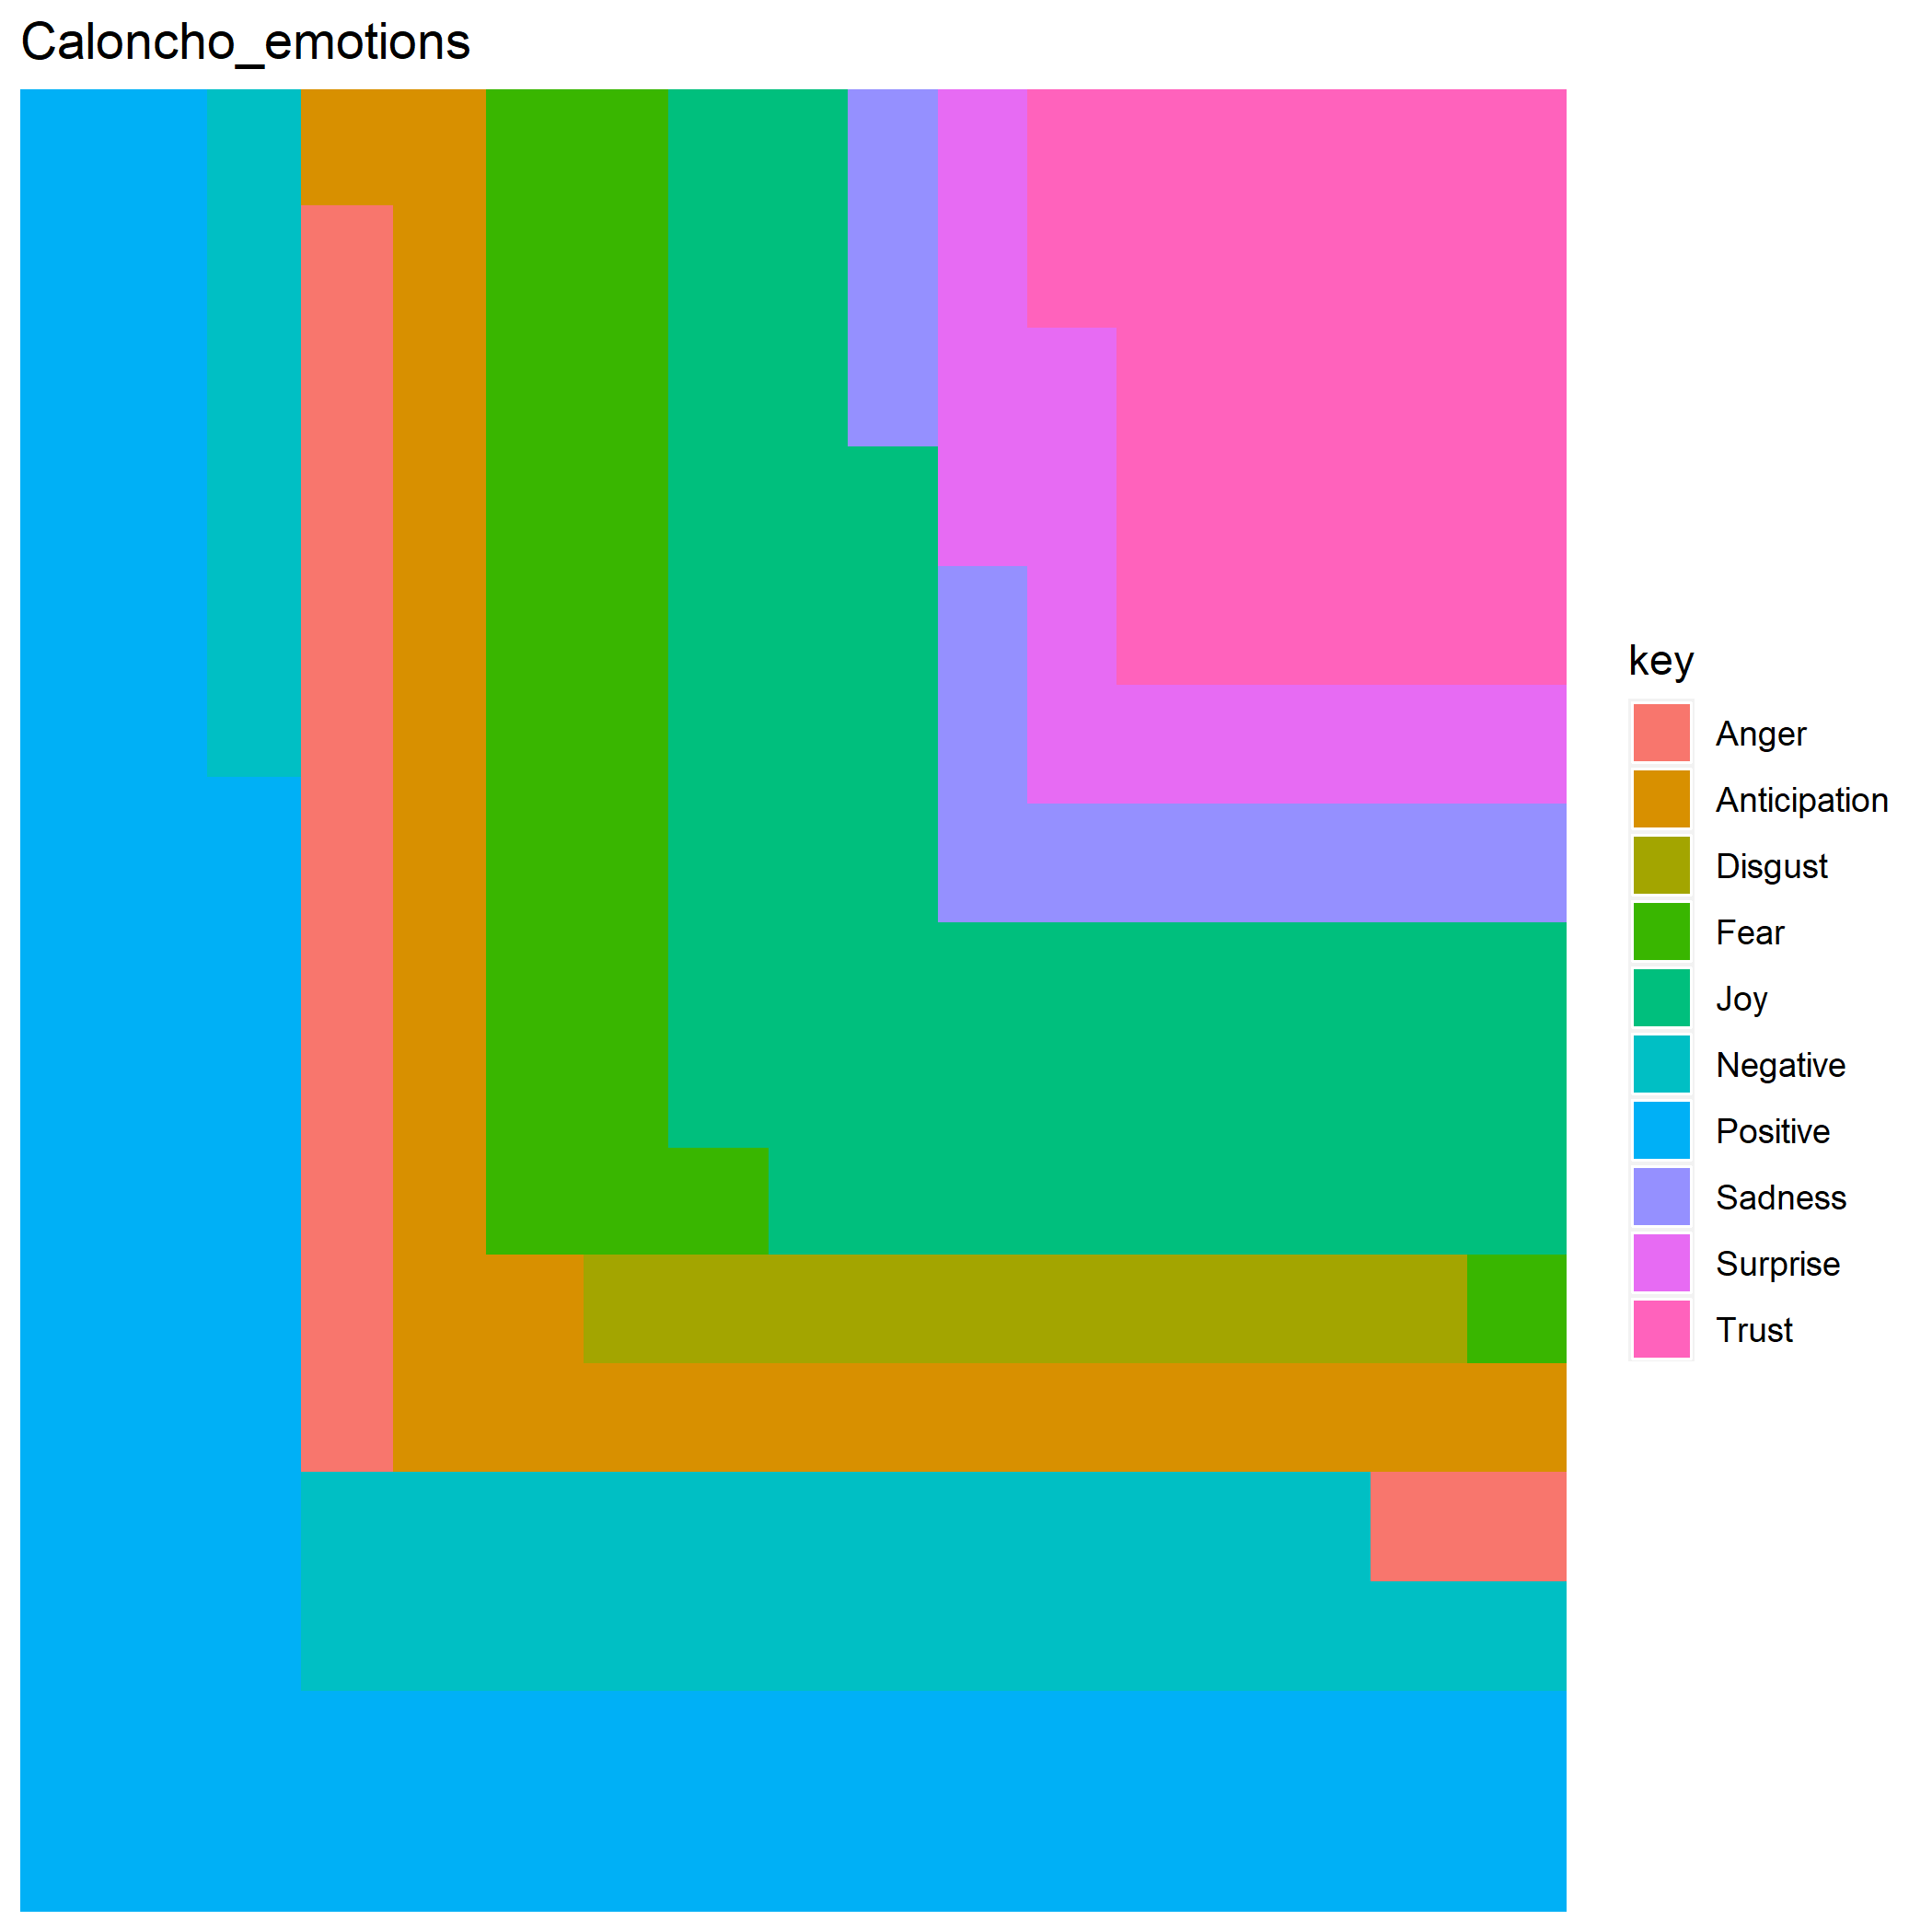 Caloncho_emotions
key
Anger
Anticipation
Disgust
Fear
Joy
Negative
Positive
Sadness
Surprise
Trust